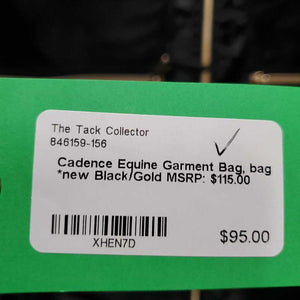 The Tack Collector
846159-156
Cadence Equine Garment Bag, bag
*new Black/Gold MSRP: $115.00
XHEN7D
$95.00